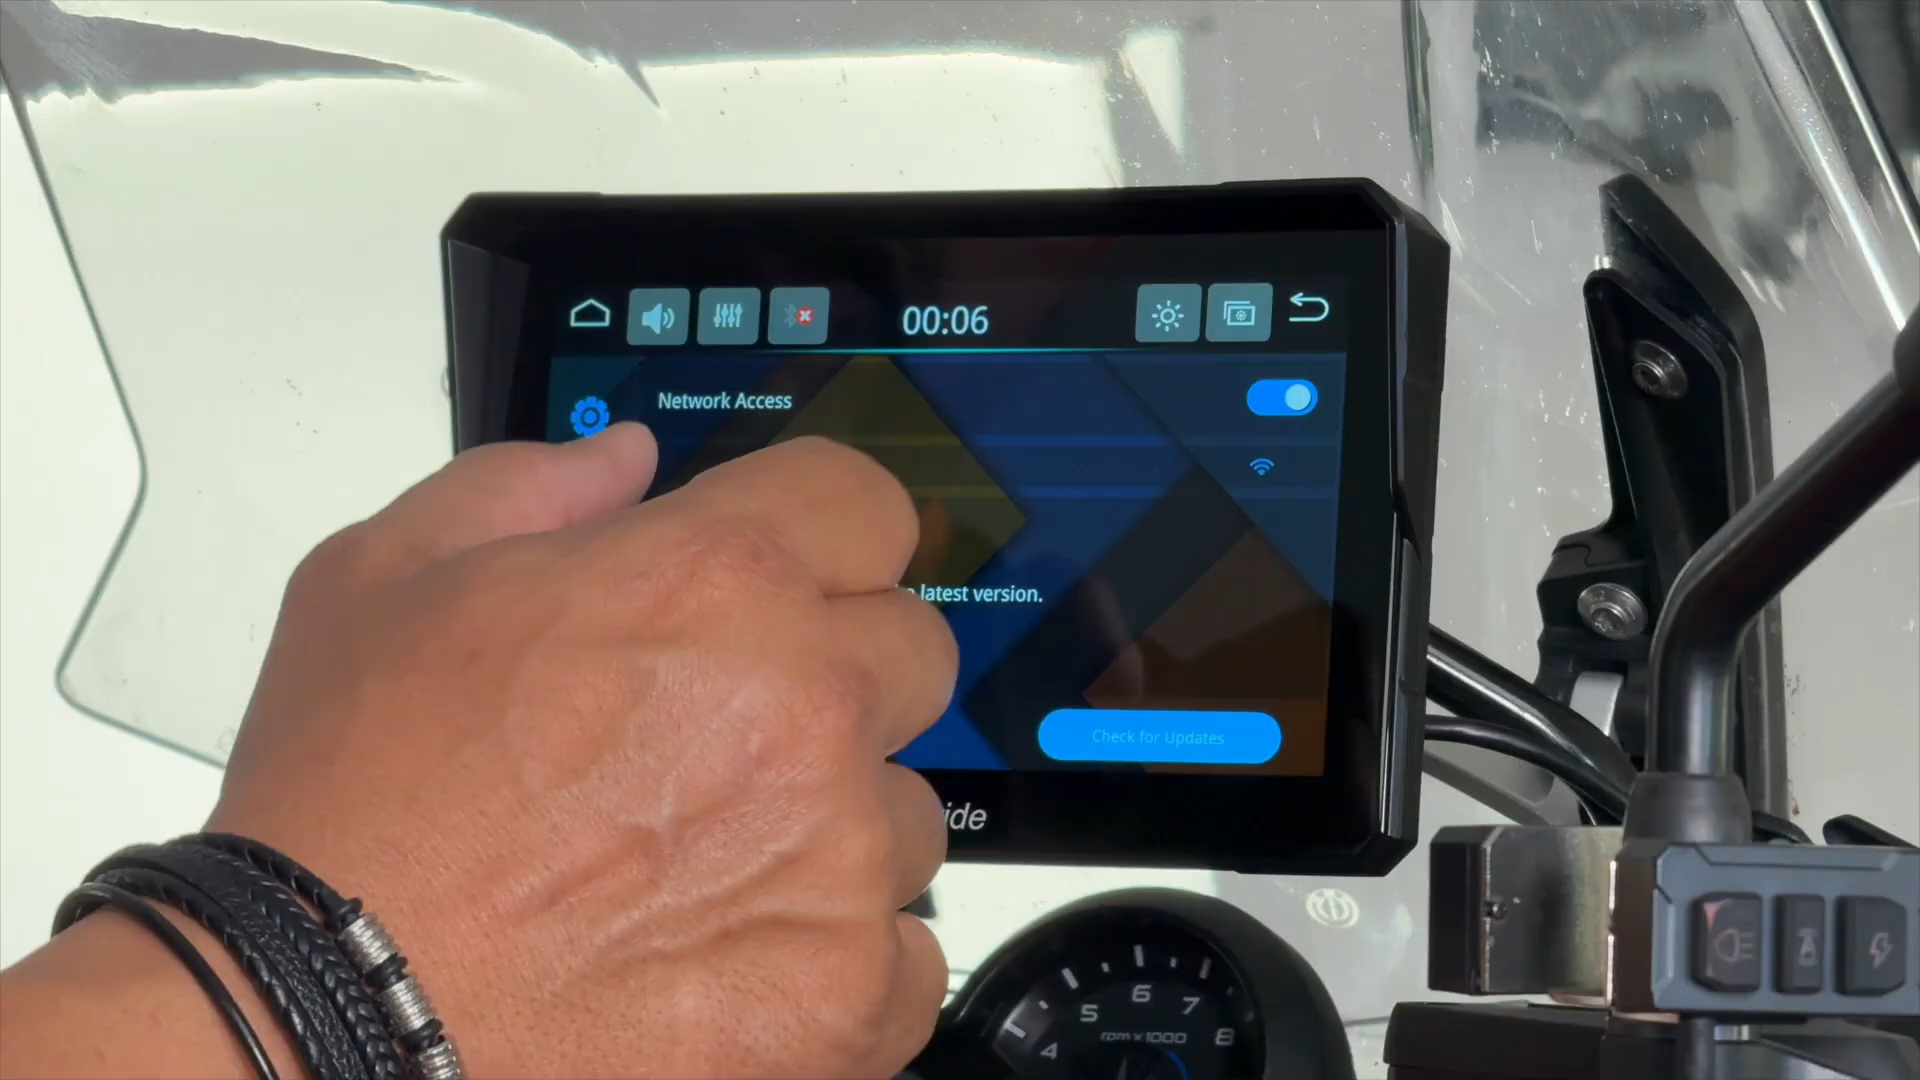 00:06
Network Access
latest version.
Check for Updates
ide
5 6 7
rpm x 1000
4 8